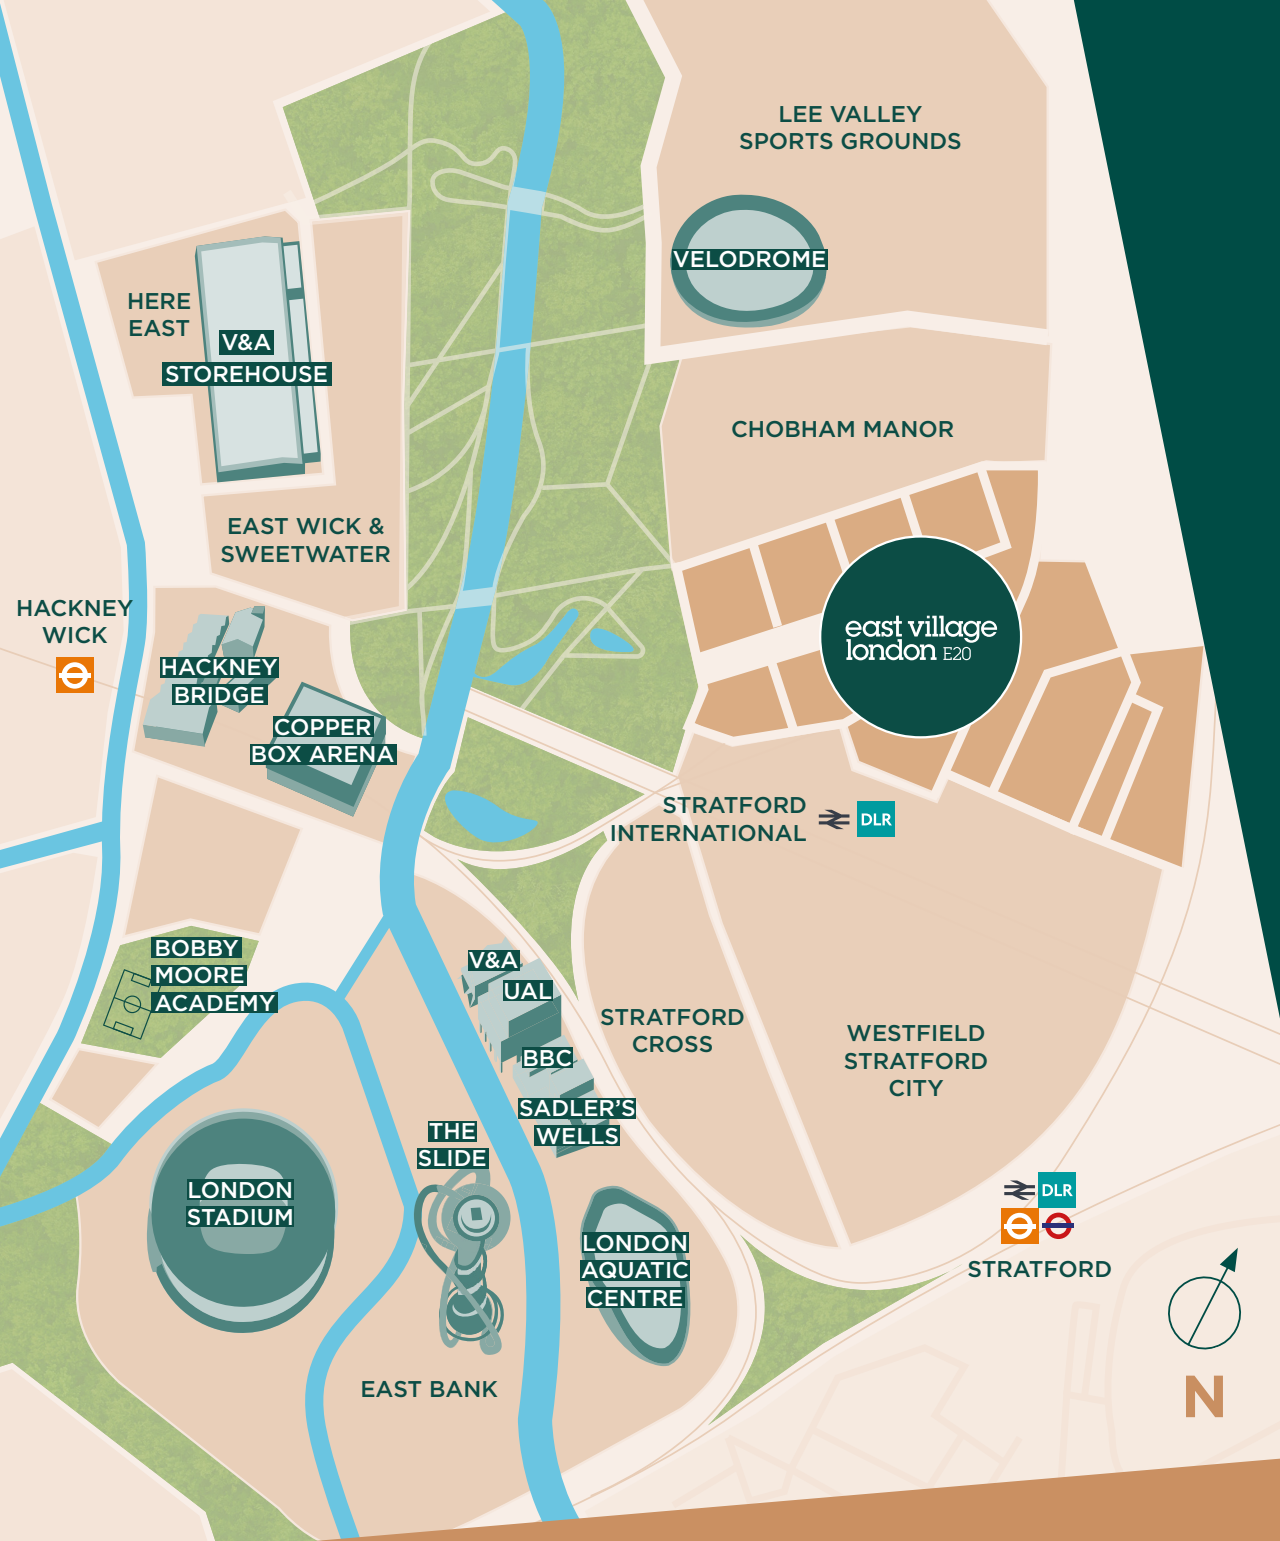 LEE VALLEY
SPORTS GROUNDS
VELODROME
HERE
EAST
V&A
STOREHOUSE
CHOBHAM MANOR
EAST WICK &
SWEETWATER
HACKNEY
WICK
HACKNEY
BRIDGE
COPPER
BOX ARENA
east village
london E20
STRATFORD
INTERNATIONAL
DLR
BOBBY
MOORE
ACADEMY
V&A
UAL
BBC
SADLER'S
WELLS
STRATFORD
CROSS
WESTFIELD
STRATFORD
CITY
THE
SLIDE
LONDON
STADIUM
LONDON
AQUATIC
CENTRE
DLR
STRATFORD
EAST BANK
N